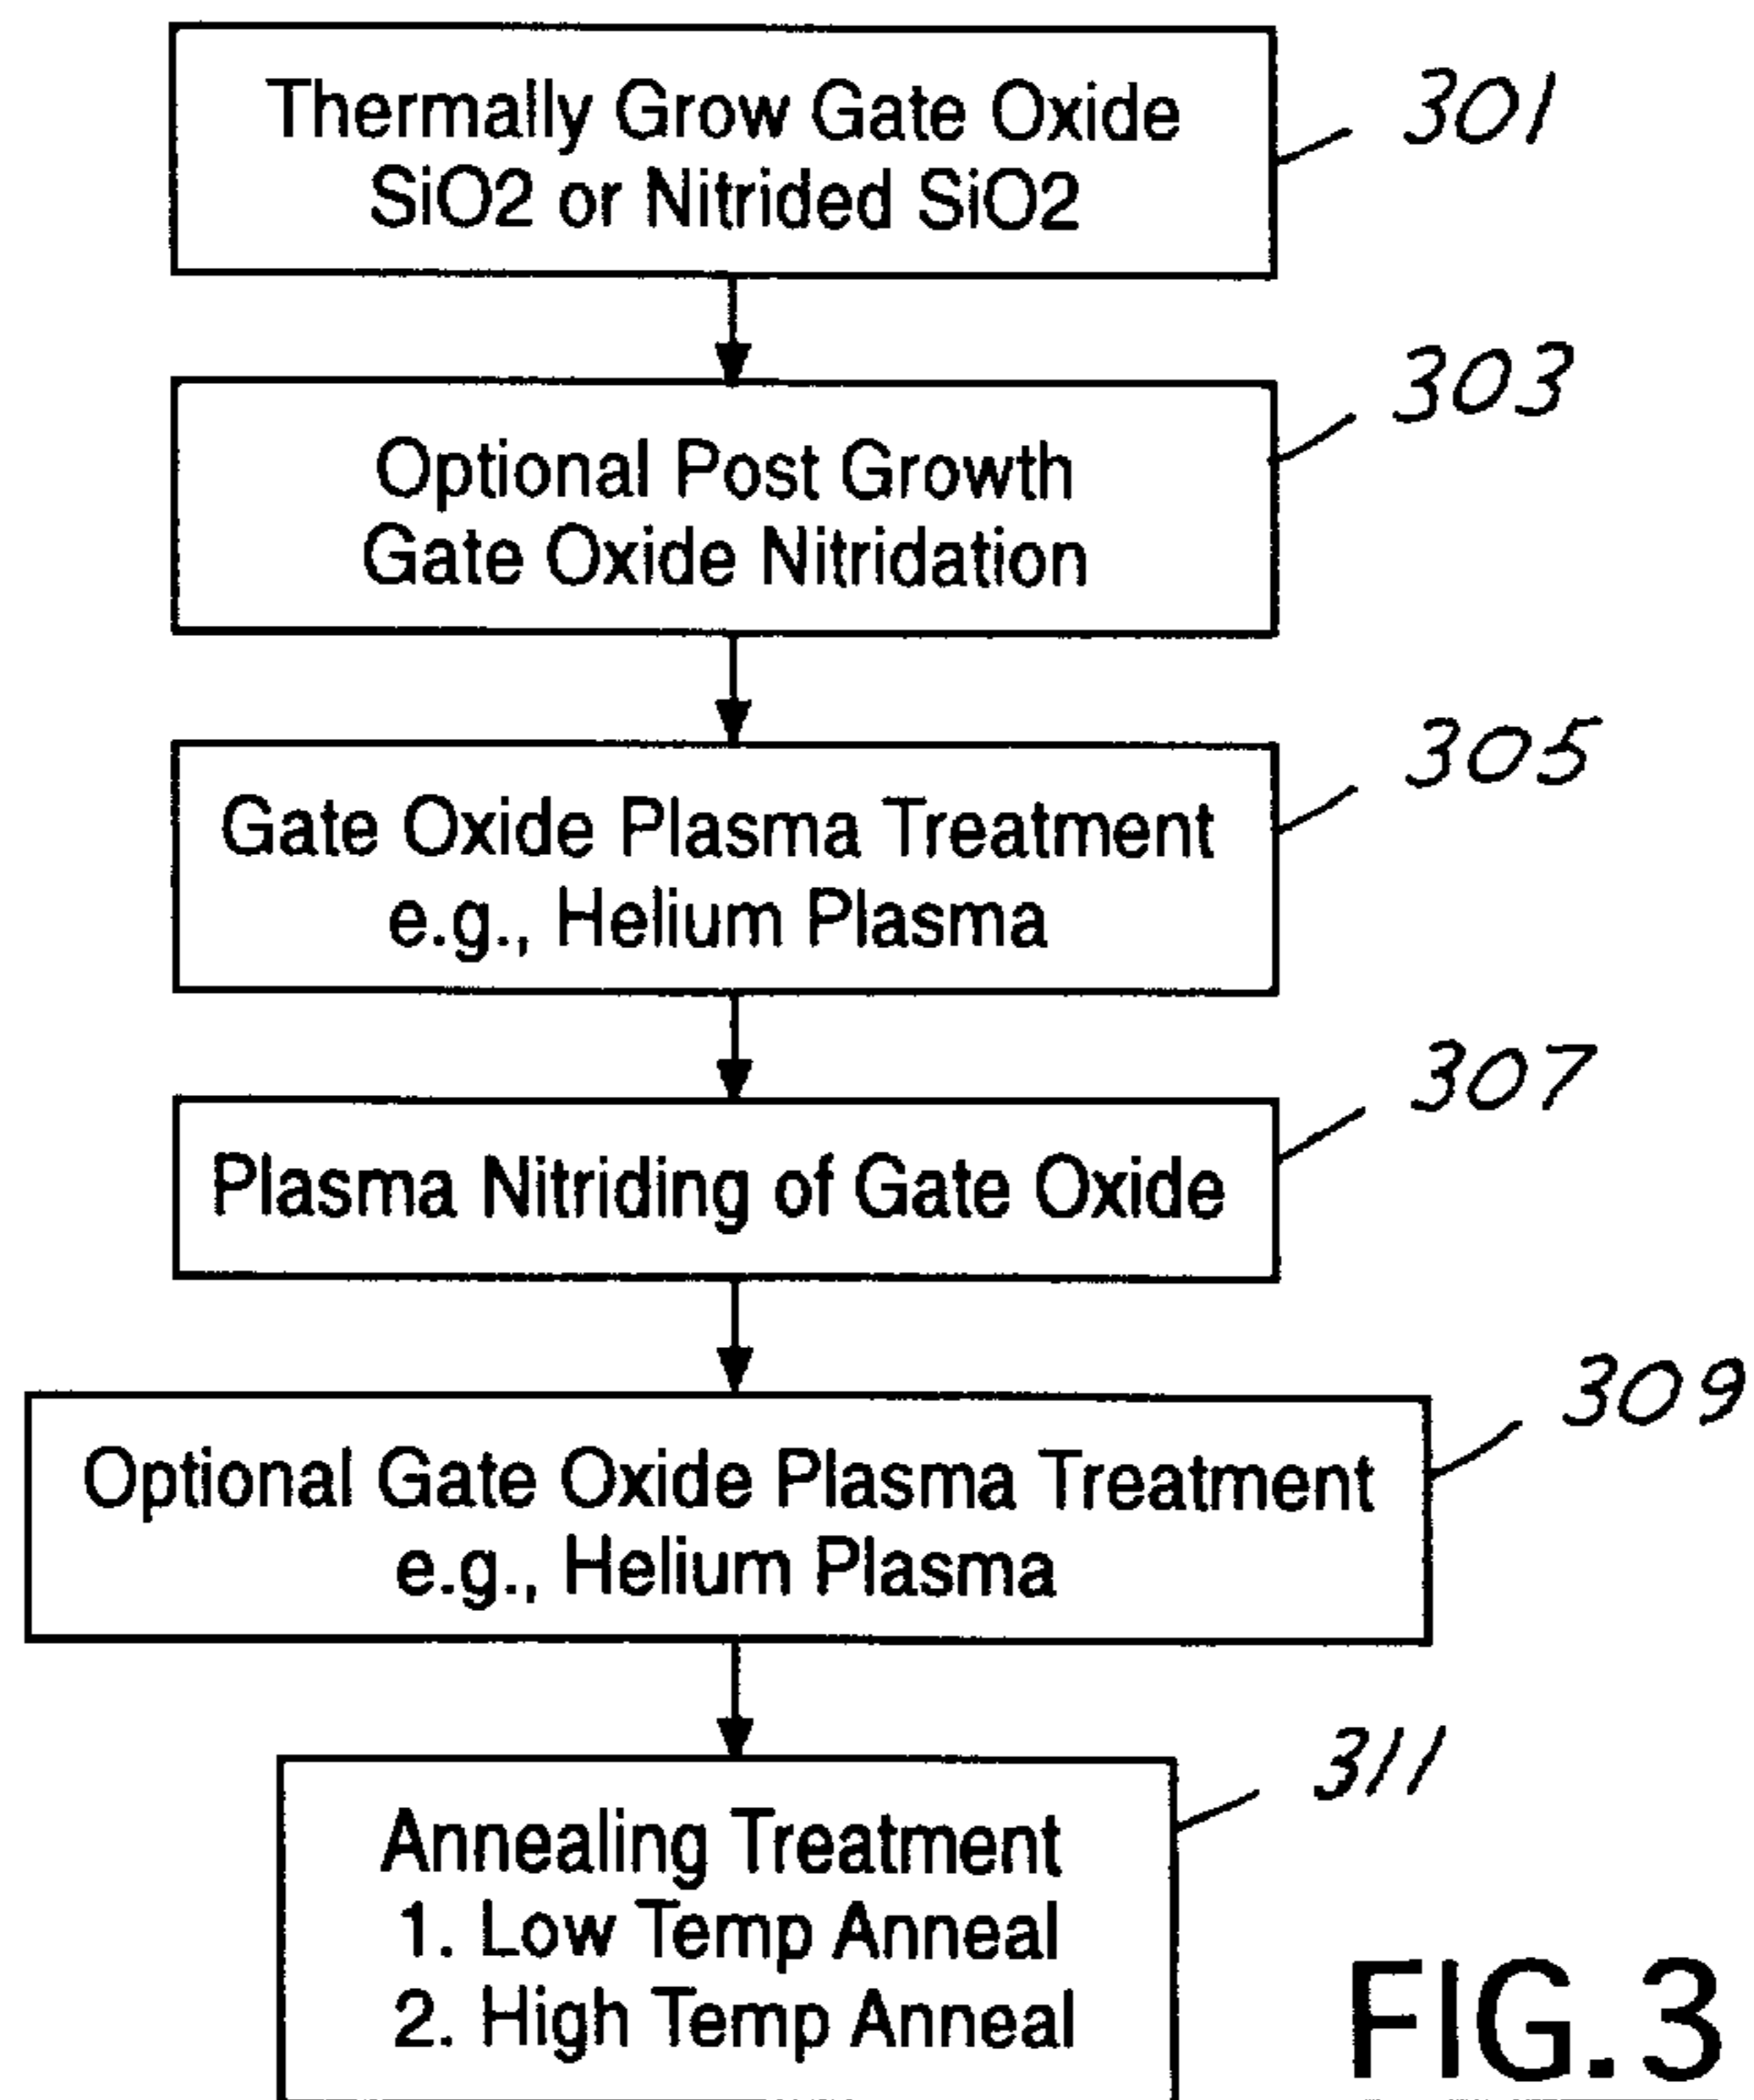 Thermally Grow Gate Oxide
SiO2 or Nitrided SiO2
301
Optional Post Growth
Gate Oxide Nitridation
303
Gate Oxide Plasma Treatment
e.g., Helium Plasma
305
Plasma Nitriding of Gate Oxide
307
Optional Gate Oxide Plasma Treatment
e.g., Helium Plasma
309
Annealing Treatment
1. Low Temp Anneal
2. High Temp Anneal
311
FIG.3